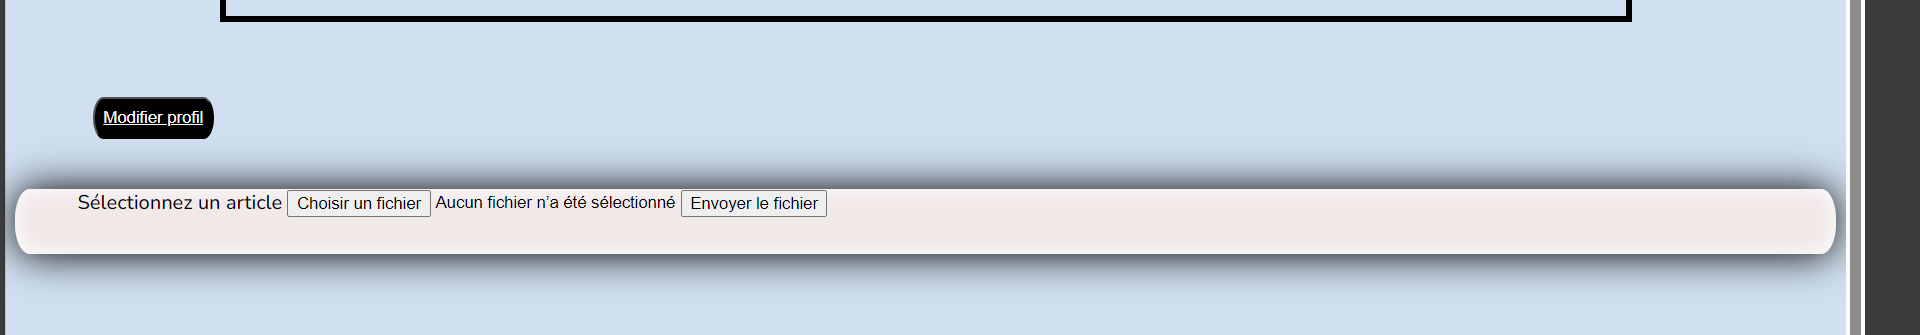 Modifier profil
Sélectionnez un article Choisir un fichier Aucun fichier n’a été sélectionné Envoyer le fichier